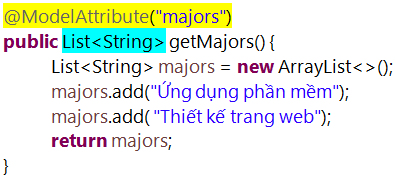 @ModelAttribute("majors")
public List<String> getMajors() {
List<String> majors = new ArrayList<>();
majors.add("Ứng dụng phần mềm");
majors.add( "Thiết kế trang web");
return majors;
}